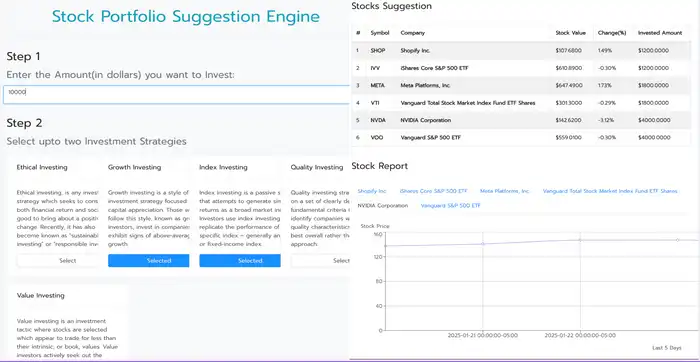 Stock Portfolio Suggestion Engine
Step 1
Enter the Amount(in dollars) you want to Invest:
10000
Step 2
Select upto two Investment Strategies
Ethical Investing
Ethical investing, is any inves
strategy which seeks to cons
both financial return and soci
good to bring about a positi
change. Recently, it has also
become known as "sustainab
investing" or "responsible inv
Select
Growth Investing
Growth investing is a style of
investment strategy focused
capital appreciation. Those w
follow this style, known as gr
investors, invest in companies
exhibit signs of above-averag
growth
Selected
Index Investing
Index Investing is a passive s
that attempts to generate sim
returns as a broad market in
Investors use index investing
replicate the performance of
specific index – generally an
or fixed-income index.
Selected
Quality Investing
Quality investing stra
on a set of clearly de
fundamental criteria t
identify companies w
quality characteristic
best overall rather tha
approach
Value Investing
Value investing is an investment
tactic where stocks are selected
which appear to trade for less than
their intrinsic, or book, values. Value
investors actively seek out the
Stocks Suggestion
# Symbol Company Stock Value Change(%) Invested Amount
1 SHOP Shopify Inc. $107.6800 1.49% $1200.0000
2 IVV iShares Core S&P 500 ETF $610.8900 -0.30% $1200.0000
3 META Meta Platforms, Inc. $647.4900 1.73% $1800.0000
4 VTI Vanguard Total Stock Market Index Fund ETF Shares $301.3000 -0.29% $1800.0000
5 NVDA NVIDIA Corporation $142.6200 -3.12% $4000.0000
6 VOO Vanguard S&P 500 ETF $559.0100 -0.30% $4000.0000
Stock Report
Shopify Inc iShares Core S&P 500 ETF Meta Platforms, Inc. Vanguard Total Stock Market Index Fund ETF Shares
NVIDIA Corporation Vanguard S&P 500 ETF
Stock Price
160
120
80
40
0
2025-01-21 00:00:00-05:00 2025-01-22 00:00:00-05:00
Last 5 Days